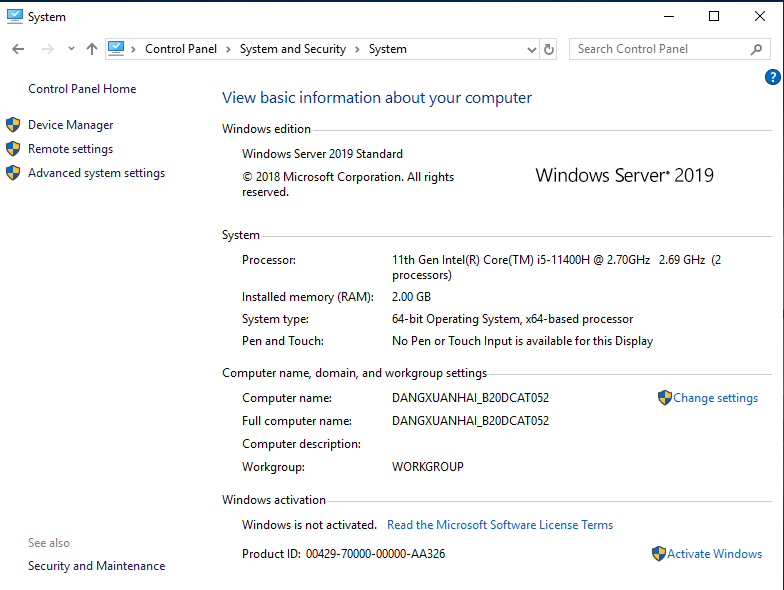 System
Control Panel > System and Security > System
Search Control Panel
?
Control Panel Home
Device Manager
Remote settings
Advanced system settings
View basic information about your computer
Windows edition
Windows Server 2019 Standard
© 2018 Microsoft Corporation. All rights
reserved.
Windows Server® 2019
System
Processor: 11th Gen Intel(R) Core(TM) i5-11400H @ 2.70GHz 2.69 GHz (2
processors)
Installed memory (RAM): 2.00 GB
System type: 64-bit Operating System, x64-based processor
Pen and Touch: No Pen or Touch Input is available for this Display
Computer name, domain, and workgroup settings
Computer name: DANGXUANHAI_B20DCAT052 Change settings
Full computer name: DANGXUANHAI_B20DCAT052
Computer description:
Workgroup: WORKGROUP
Windows activation
Windows is not activated. Read the Microsoft Software License Terms
Product ID: 00429-70000-00000-AA326 Activate Windows
See also
Security and Maintenance